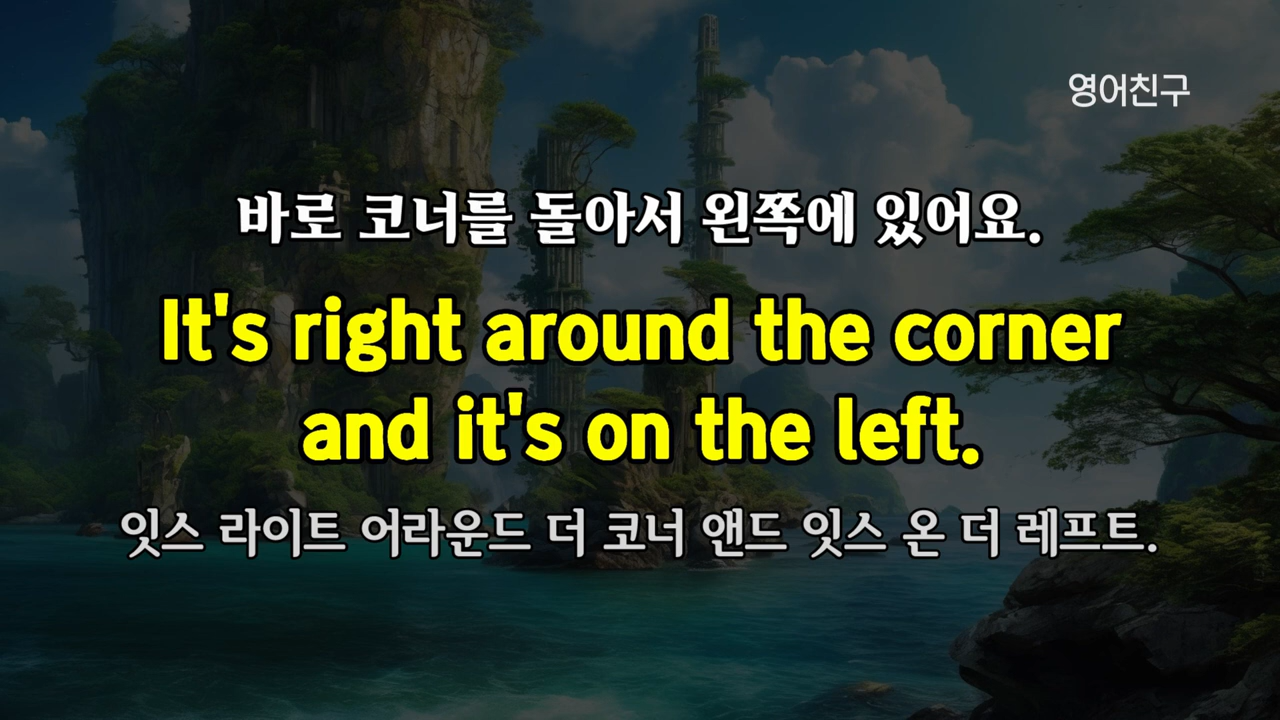 영어친구
바로 코너를 돌아서 왼쪽에 있어요.
It's right around the corner
and it's on the left.
잇스 라이트 어라운드 더 코너 앤드 잇스 온 더 레프트.